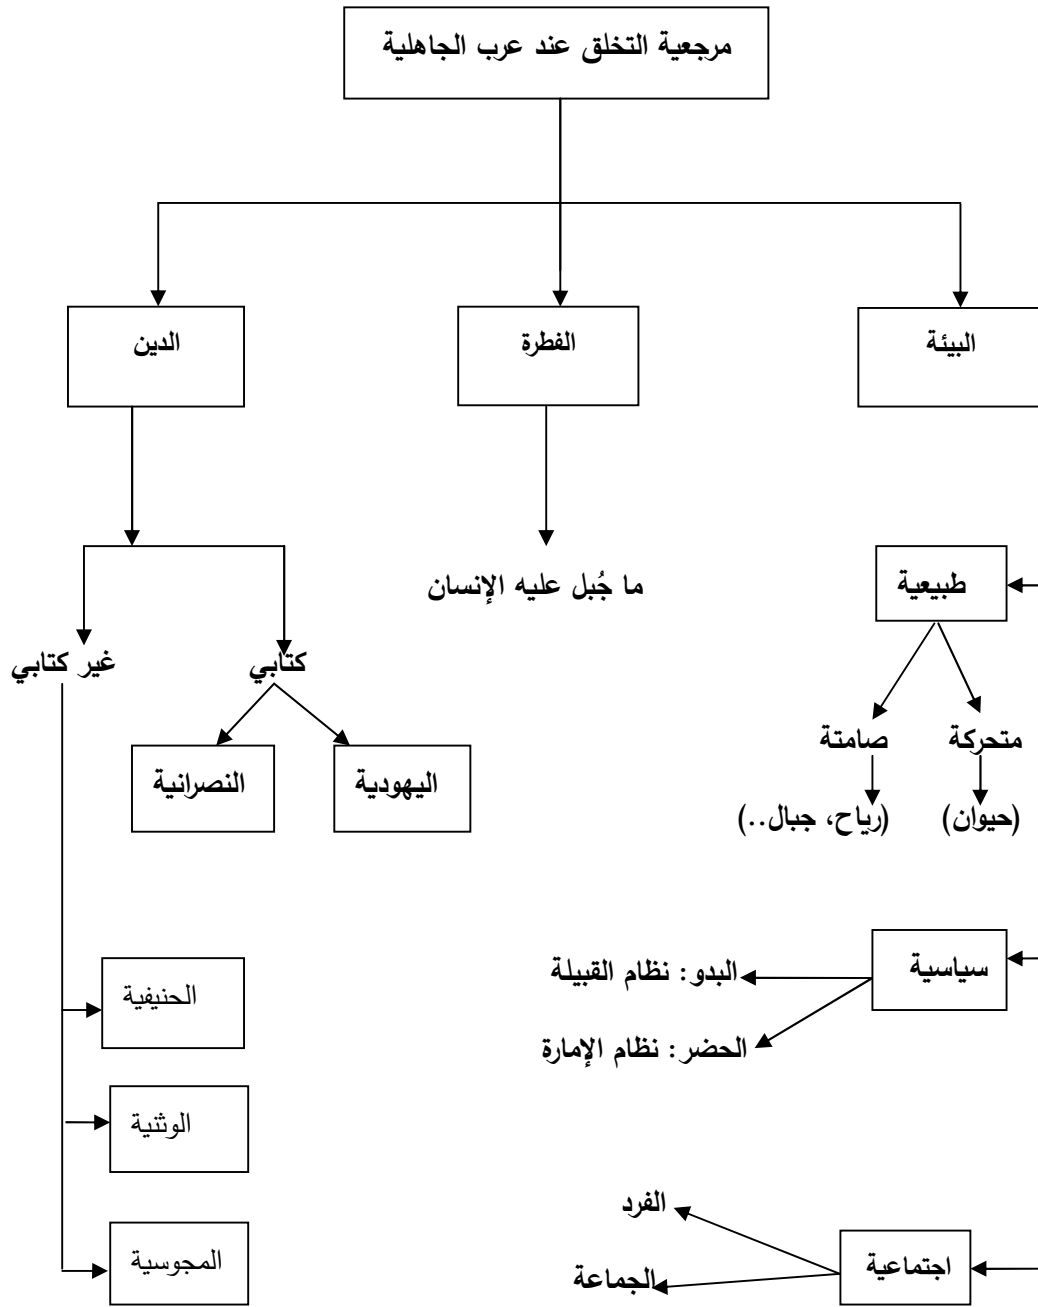 مرجعية التخلق عند عرب الجاهلية
البيئة
الفطرة
الدين
طبيعية
ما جُبل عليه الإنسان
كتابي
غير كتابي
متحركة
صامتة
اليهودية
النصرانية
(حيوان)
(رياح، جبال..)
سياسية
البدو: نظام القبيلة
الحضر: نظام الإمارة
الحنيفية
الوثنية
المجوسية
اجتماعية
الفرد
الجماعة